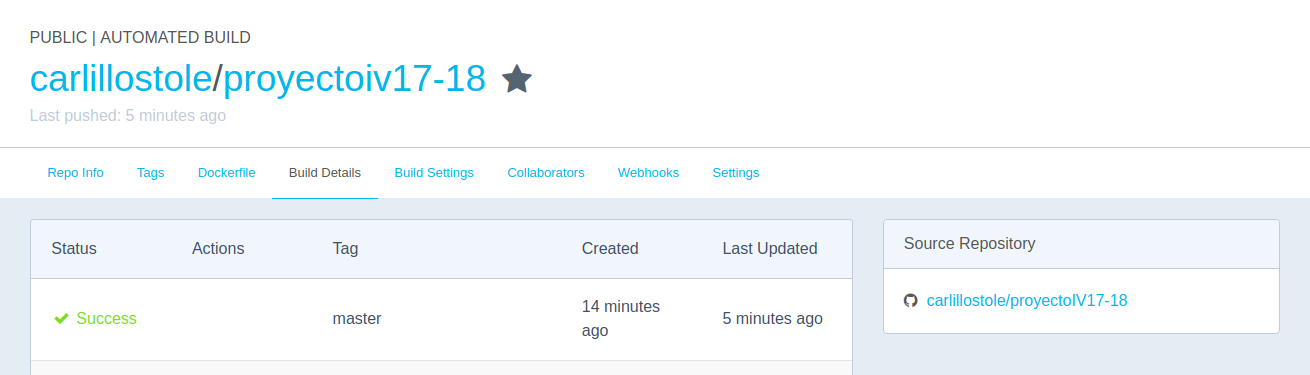 PUBLIC | AUTOMATED BUILD
carlillostole/proyectoiv17-18
Last pushed: 5 minutes ago
Repo Info Tags Dockerfile Build Details Build Settings Collaborators Webhooks Settings
Status Actions Tag Created Last Updated
Success master 14 minutes ago 5 minutes ago
Source Repository
carlillostole/proyectoIV17-18